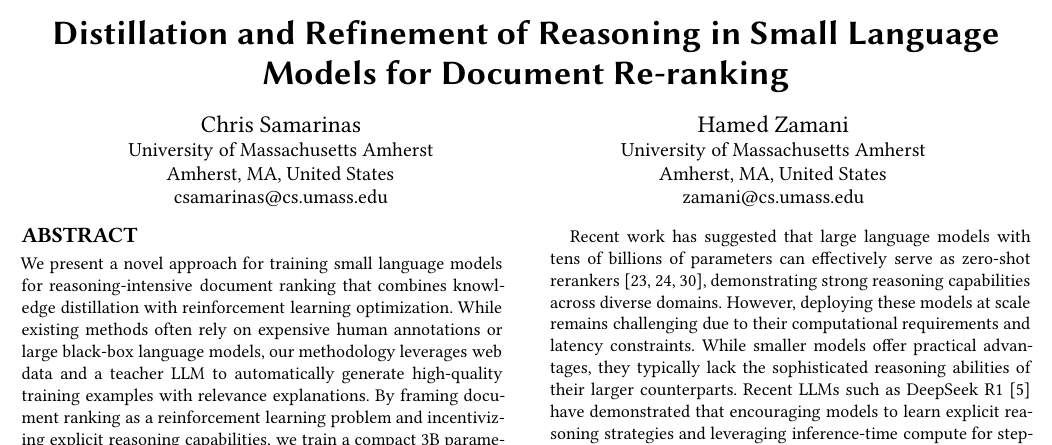 Distillation and Refinement of Reasoning in Small Language
Models for Document Re-ranking
Chris Samarinas
University of Massachusetts Amherst
Amherst, MA, United States
csamarinas@cs.umass.edu
Hamed Zamani
University of Massachusetts Amherst
Amherst, MA, United States
zamani@cs.umass.edu
ABSTRACT
We present a novel approach for training small language models
for reasoning-intensive document ranking that combines knowl-
edge distillation with reinforcement learning optimization. While
existing methods often rely on expensive human annotations or
large black-box language models, our methodology leverages web
data and a teacher LLM to automatically generate high-quality
training examples with relevance explanations. By framing docu-
ment ranking as a reinforcement learning problem and incentiviz-
ing explicit reasoning capabilities, we train a compact 3B parame-
Recent work has suggested that large language models with
tens of billions of parameters can effectively serve as zero-shot
rerankers [23, 24, 30], demonstrating strong reasoning capabilities
across diverse domains. However, deploying these models at scale
remains challenging due to their computational requirements and
latency constraints. While smaller models offer practical advan-
tages, they typically lack the sophisticated reasoning abilities of
their larger counterparts. Recent LLMs such as DeepSeek R1 [5]
have demonstrated that encouraging models to learn explicit rea-
soning strategies and leveraging inference-time compute for step-